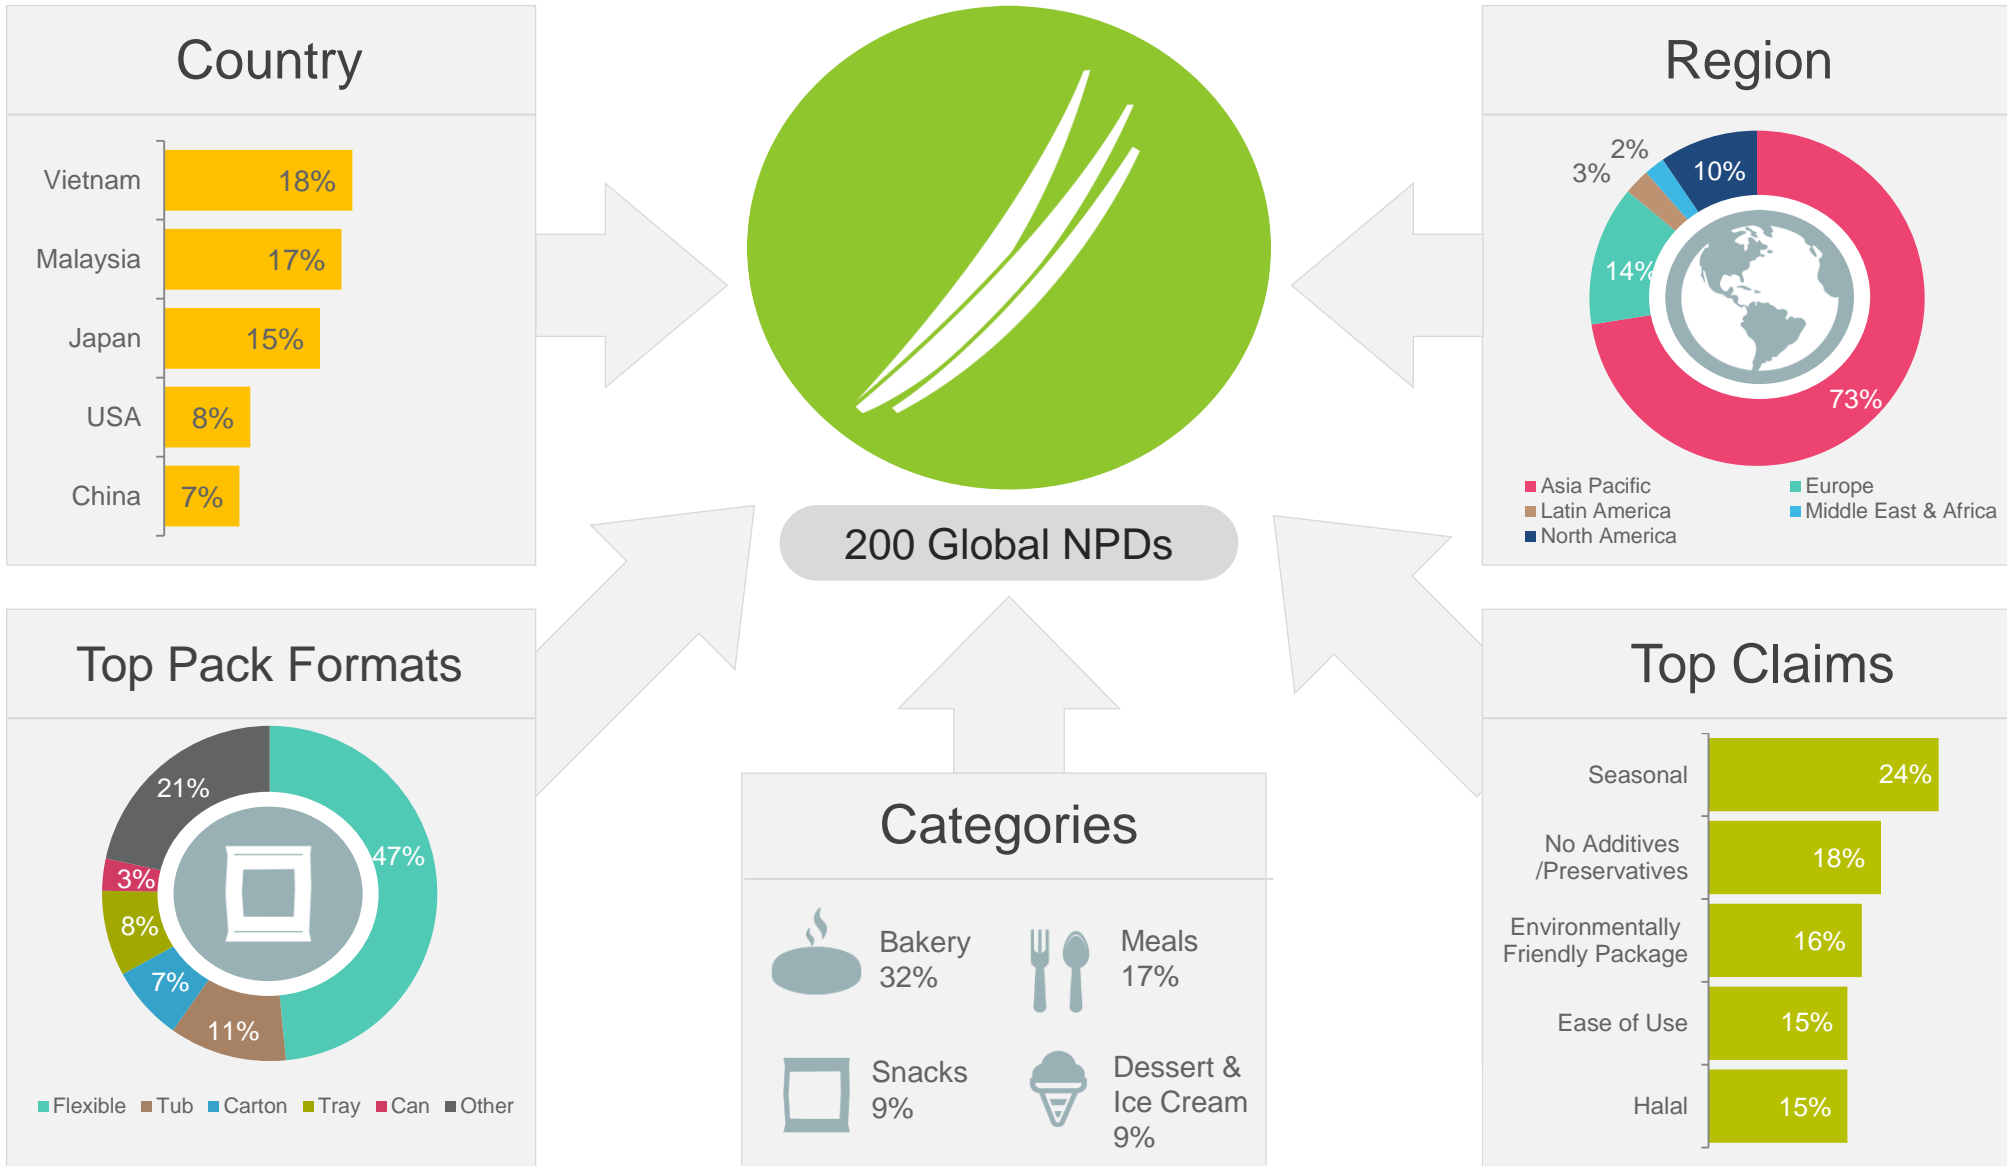 Country
Vietnam 18%
Malaysia 17%
Japan 15%
USA 8%
China 7%
200 Global NPDs
Region
2%
3%
10%
14%
73%
Asia Pacific Europe
Latin America Middle East & Africa
North America
Top Pack Formats
21%
47%
3%
8%
7%
11%
Flexible Tub Carton Tray Can Other
Categories
Bakery
32%
Meals
17%
Snacks
9%
Dessert &
Ice Cream
9%
Top Claims
Seasonal 24%
No Additives
/Preservatives
18%
Environmentally
Friendly Package
16%
Ease of Use 15%
Halal 15%